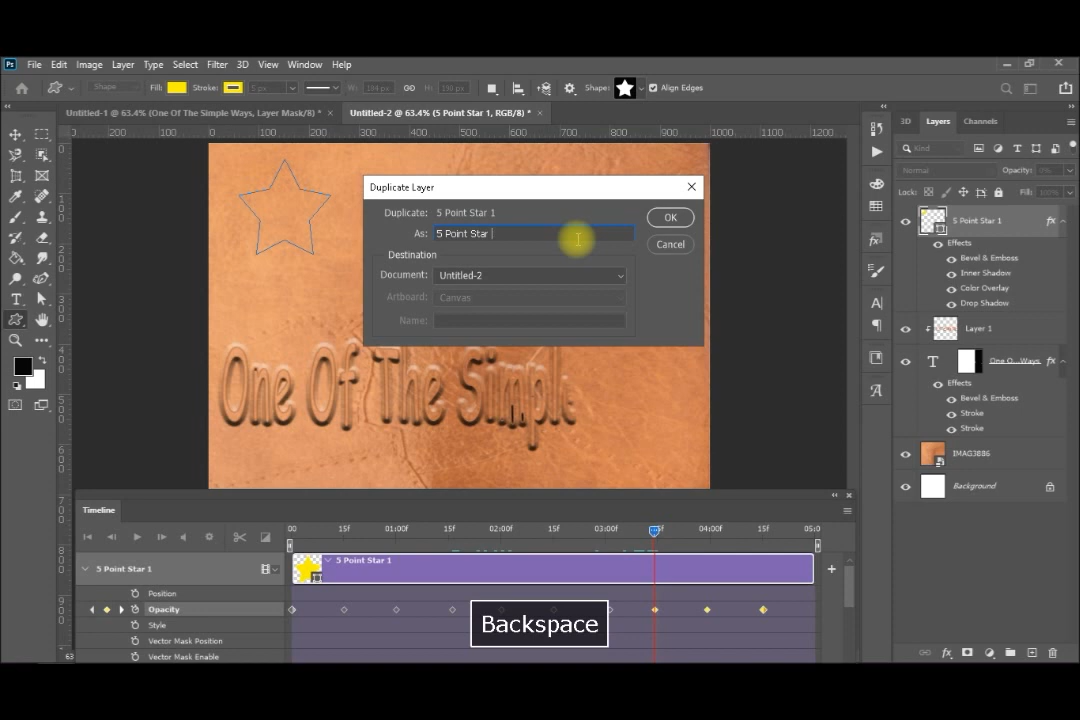 Ps File Edit Image Layer Type Select Filter 3D View Window Help
Shape Fill: Stroke: 5 px W: GO H: Shape: Align Edges
Untitled-1 @ 63.4% (One Of The Simple Ways, Layer Mask/8) * × Untitled-2 @ 63.4% (5 Point Star 1, RGB/8) * ×
200 100 0 100 200 300 400 500 600 700 800 900 1000 1100 1200
3D Layers Channels
Kind
Normal Opacity: 0%
Lock: Fill: 100%
5 Point Star 1 fx
Effects
Bevel & Emboss
Inner Shadow
Color Overlay
Drop Shadow
Layer 1
T One O...Ways fx
Effects
Bevel & Emboss
Stroke
Stroke
IMAG3886
Background
Duplicate Layer
Duplicate: 5 Point Star 1
As: 5 Point Star
OK
Cancel
Destination
Document: Untitled-2
Artboard: Canvas
Name:
One Of The Simple
Timeline
00 15f 01:00f 15f 02:00f 15f 03:00f 5f 04:00f 15f 05:0
5 Point Star 1
5 Point Star 1
Position
Opacity
Style
Vector Mask Position
Vector Mask Enable
Backspace
63